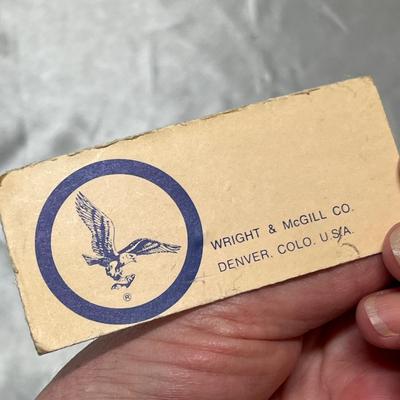 WRIGHT & McGILL CO.
DENVER. COLO. U.S.A.
®